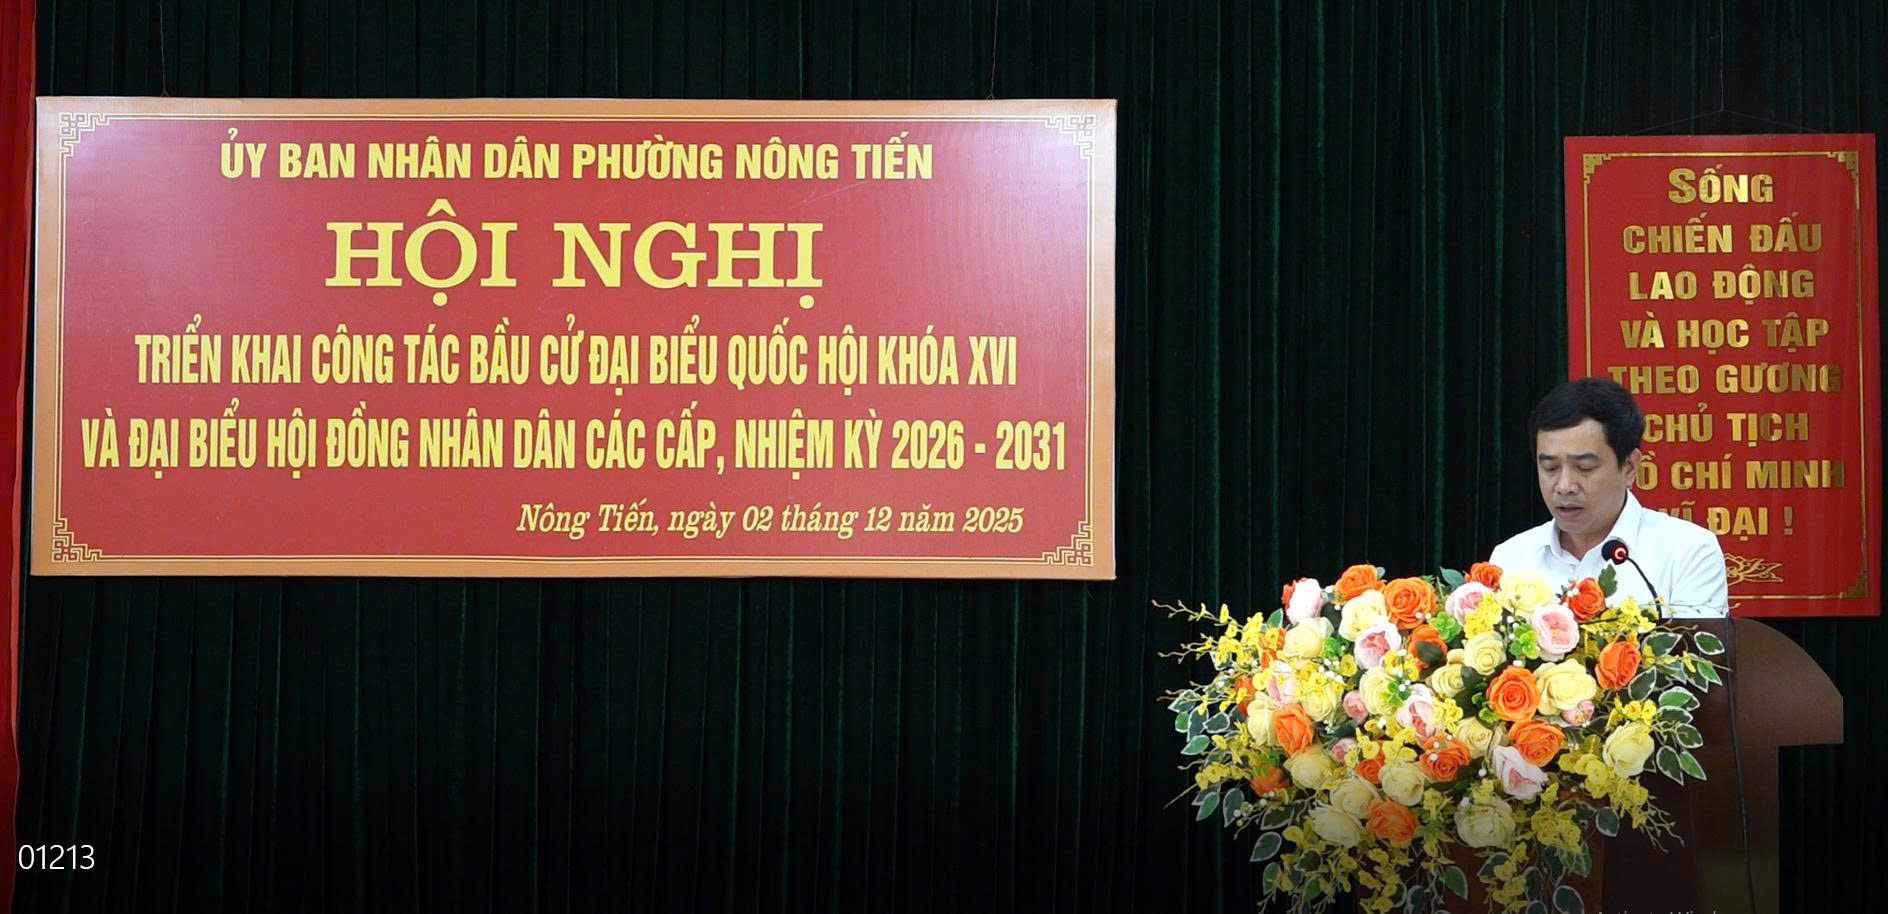 ỦY BAN NHÂN DÂN PHƯỜNG NÔNG TIẾN
HỘI NGHỊ
TRIỂN KHAI CÔNG TÁC BẦU CỬ ĐẠI BIỂU QUỐC HỘI KHÓA XVI
VÀ ĐẠI BIỂU HỘI ĐỒNG NHÂN DÂN CÁC CẤP, NHIỆM KỲ 2026 - 2031
Nông Tiến, ngày 02 tháng 12 năm 2025
SỐNG
CHIẾN ĐẤU
LAO ĐỘNG
VÀ HỌC TẬP
THEO GƯƠNG
CHỦ TỊCH
HỒ CHÍ MINH
VĨ ĐẠI !
01213